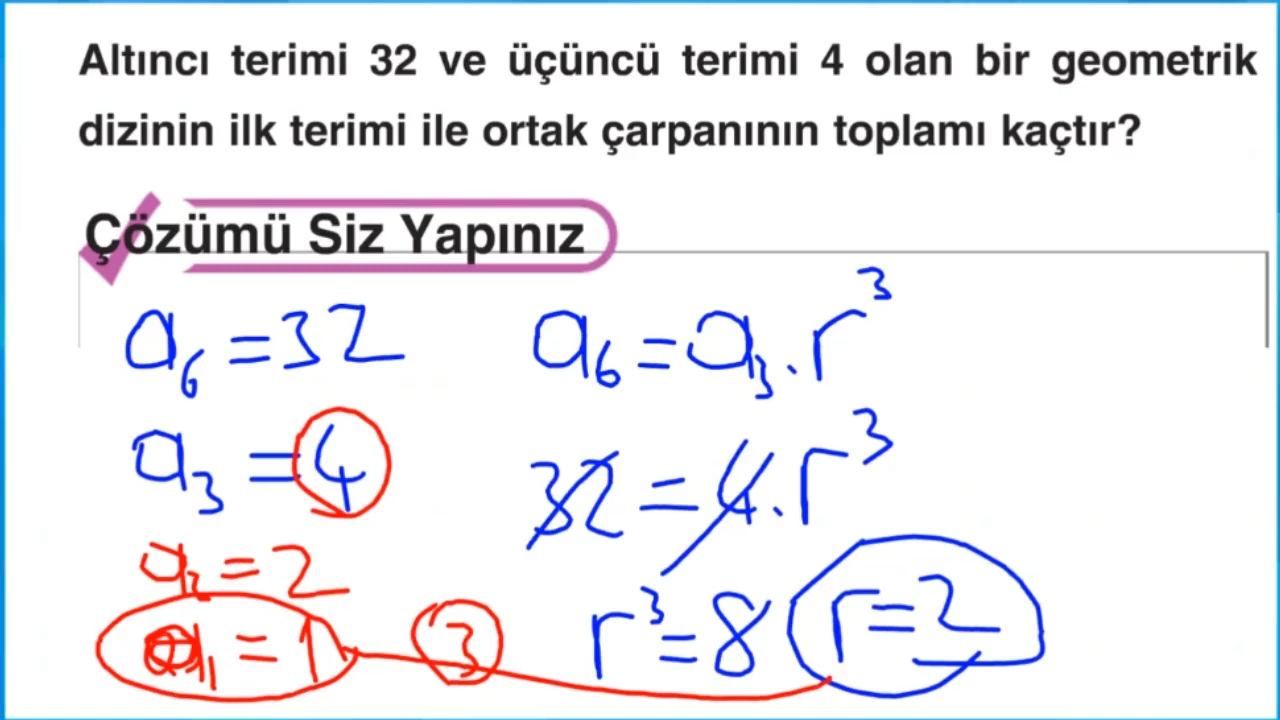 Altıncı terimi 32 ve üçüncü terimi 4 olan bir geometrik
dizinin ilk terimi ile ortak çarpanının toplamı kaçtır?
Çözümü Siz Yapınız
a₆ = 32
a₃ = 4
a₂ = 2
a₁ = 1
3
a₆ = a₃ . r³
32 = 4 . r³
r³ = 8
r = 2